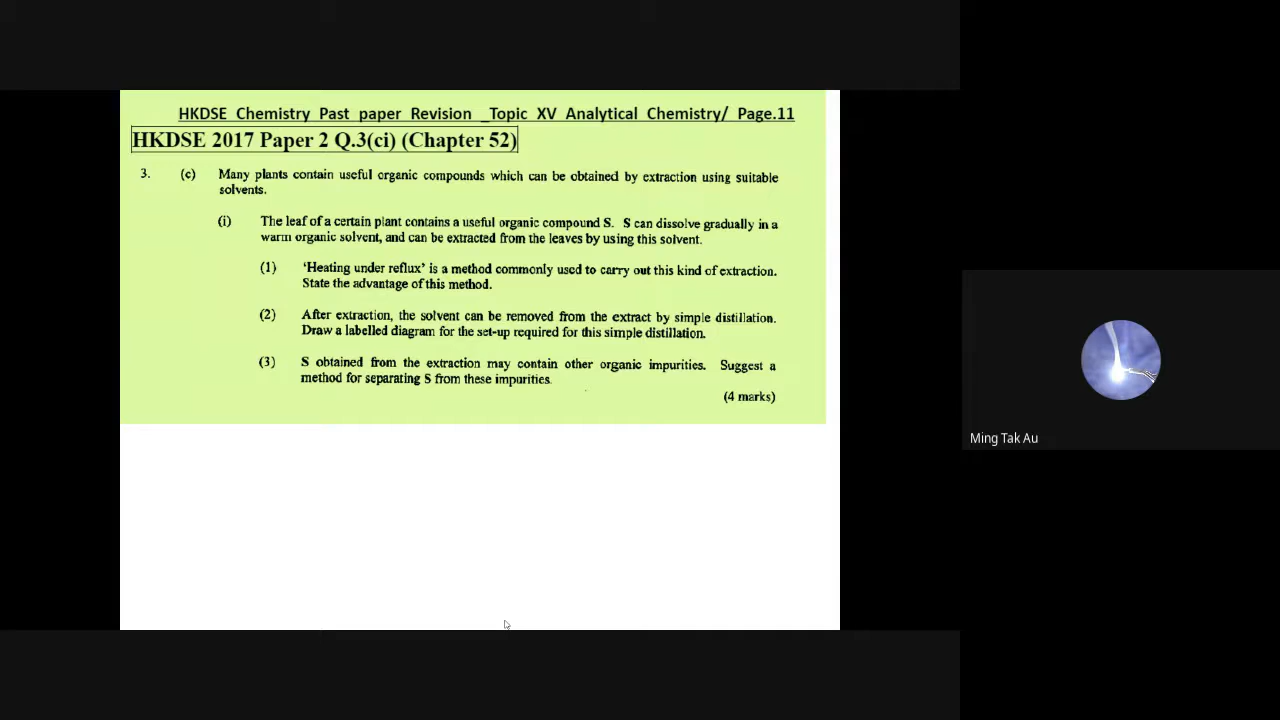 HKDSE Chemistry Past paper Revision _Topic XV Analytical Chemistry/ Page.11
HKDSE 2017 Paper 2 Q.3(ci) (Chapter 52)
3. (c) Many plants contain useful organic compounds which can be obtained by extraction using suitable
solvents.
(i) The leaf of a certain plant contains a useful organic compound S. S can dissolve gradually in a
warm organic solvent, and can be extracted from the leaves by using this solvent.
(1) 'Heating under reflux' is a method commonly used to carry out this kind of extraction.
State the advantage of this method.
(2) After extraction, the solvent can be removed from the extract by simple distillation.
Draw a labelled diagram for the set-up required for this simple distillation.
(3) S obtained from the extraction may contain other organic impurities. Suggest a
method for separating S from these impurities.
(4 marks)
Ming Tak Au